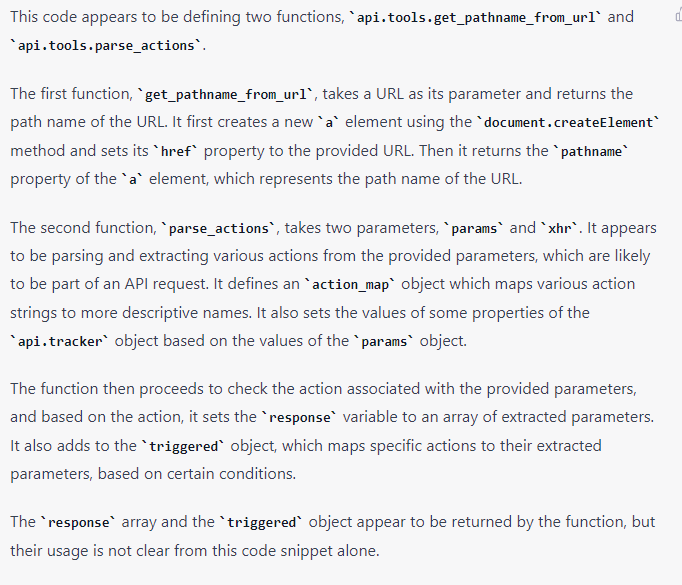 This code appears to be defining two functions, `api.tools.get_pathname_from_url` and
`api.tools.parse_actions`.
The first function, `get_pathname_from_url`, takes a URL as its parameter and returns the
path name of the URL. It first creates a new `a` element using the `document.createElement`
method and sets its `href` property to the provided URL. Then it returns the `pathname`
property of the `a` element, which represents the path name of the URL.
The second function, `parse_actions`, takes two parameters, `params` and `xhr`. It appears
to be parsing and extracting various actions from the provided parameters, which are likely
to be part of an API request. It defines an `action_map` object which maps various action
strings to more descriptive names. It also sets the values of some properties of the
`api.tracker` object based on the values of the `params` object.
The function then proceeds to check the action associated with the provided parameters,
and based on the action, it sets the `response` variable to an array of extracted parameters.
It also adds to the `triggered` object, which maps specific actions to their extracted
parameters, based on certain conditions.
The `response` array and the `triggered` object appear to be returned by the function, but
their usage is not clear from this code snippet alone.